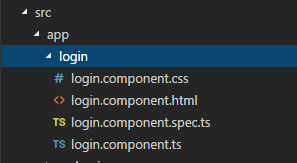 src
app
login
# login.component.css
<> login.component.html
TS login.component.spec.ts
TS login.component.ts